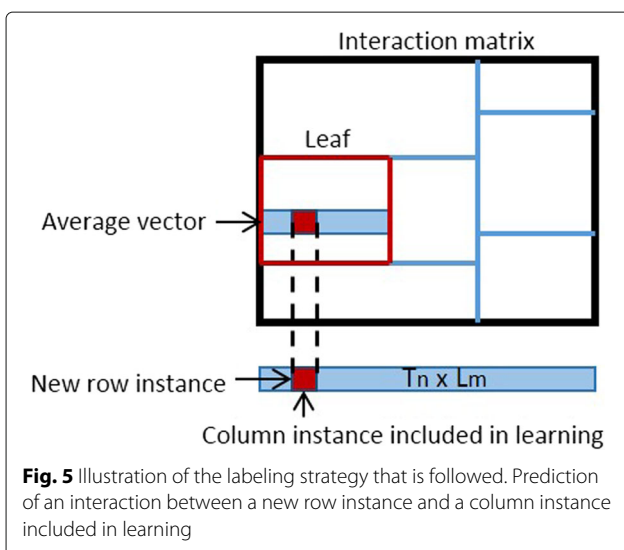 Interaction matrix
Leaf
Average vector
New row instance
Tn x Lm
Column instance included in learning
Fig. 5 Illustration of the labeling strategy that is followed. Prediction
of an interaction between a new row instance and a column instance
included in learning